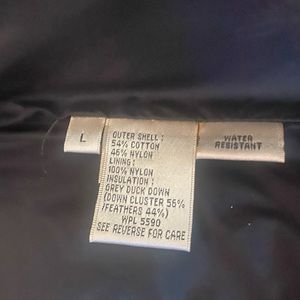 L
OUTER SHELL :
54% COTTON
46% NYLON
LINING :
100% NYLON
INSULATION :
GREY DUCK DOWN
(DOWN CLUSTER 56%
/FEATHERS 44%)
WPL 5590
SEE REVERSE FOR CARE
WATER
RESISTANT